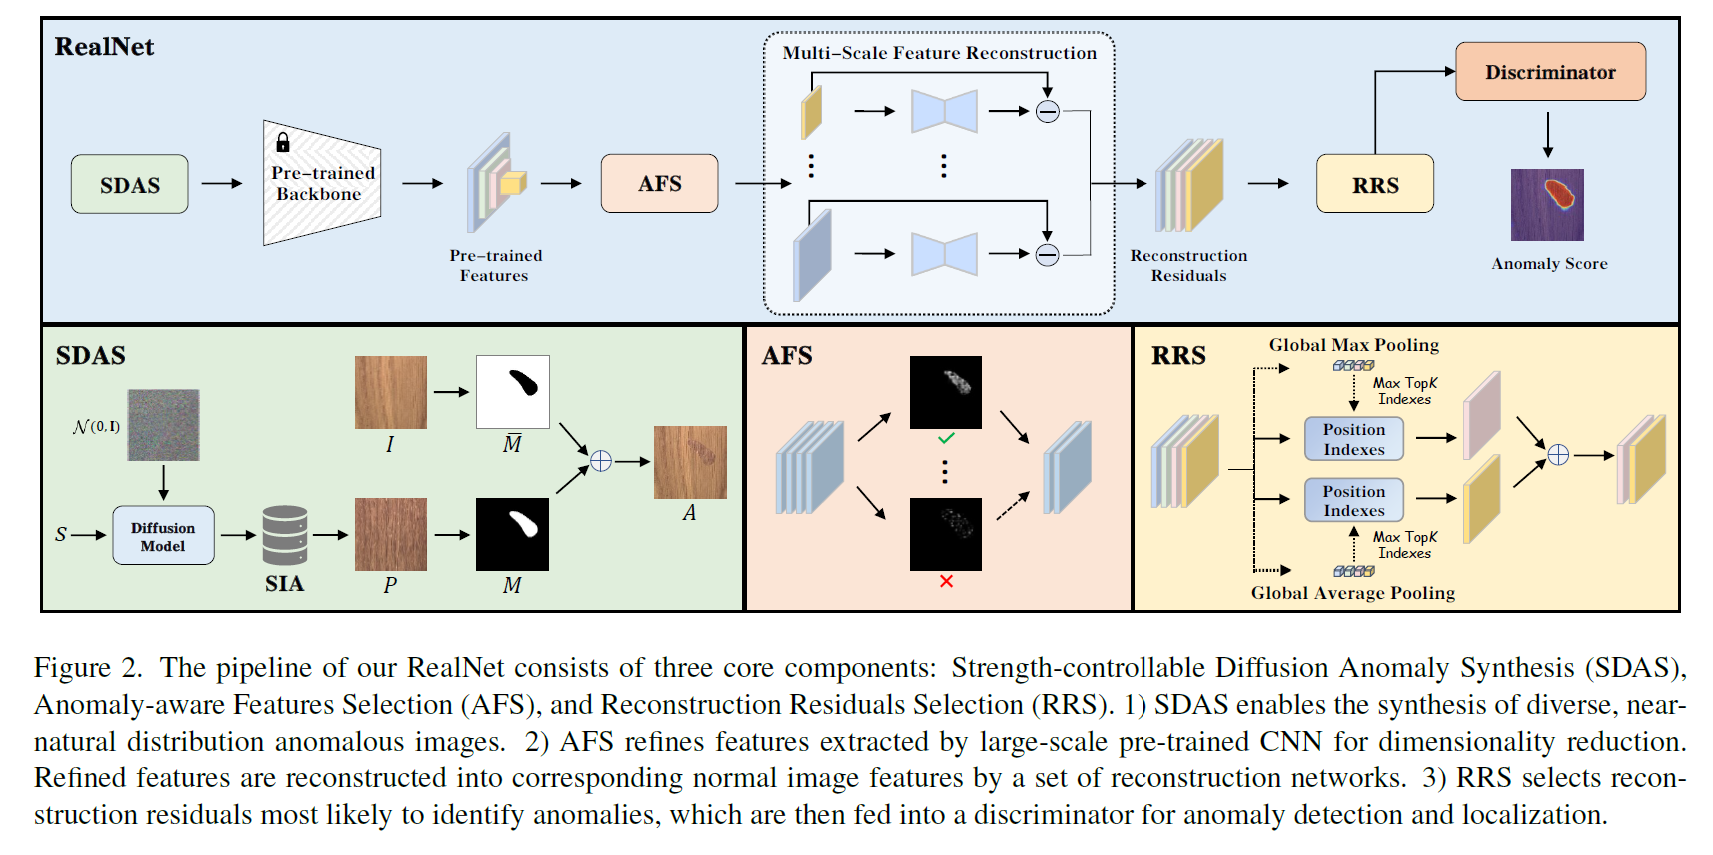 RealNet
Multi-Scale Feature Reconstruction
Discriminator
SDAS
Pre-trained
Backbone
AFS
RRS
Pre-trained
Features
Reconstruction
Residuals
Anomaly Score
SDAS
𝒩(0, I)
I
M̅
S
Diffusion
Model
SIA
P
M
A
AFS
RRS
Global Max Pooling
Max TopK
Indexes
Position
Indexes
Position
Indexes
Max TopK
Indexes
Global Average Pooling
Figure 2. The pipeline of our RealNet consists of three core components: Strength-controllable Diffusion Anomaly Synthesis (SDAS),
Anomaly-aware Features Selection (AFS), and Reconstruction Residuals Selection (RRS). 1) SDAS enables the synthesis of diverse, near-
natural distribution anomalous images. 2) AFS refines features extracted by large-scale pre-trained CNN for dimensionality reduction.
Refined features are reconstructed into corresponding normal image features by a set of reconstruction networks. 3) RRS selects recon-
struction residuals most likely to identify anomalies, which are then fed into a discriminator for anomaly detection and localization.